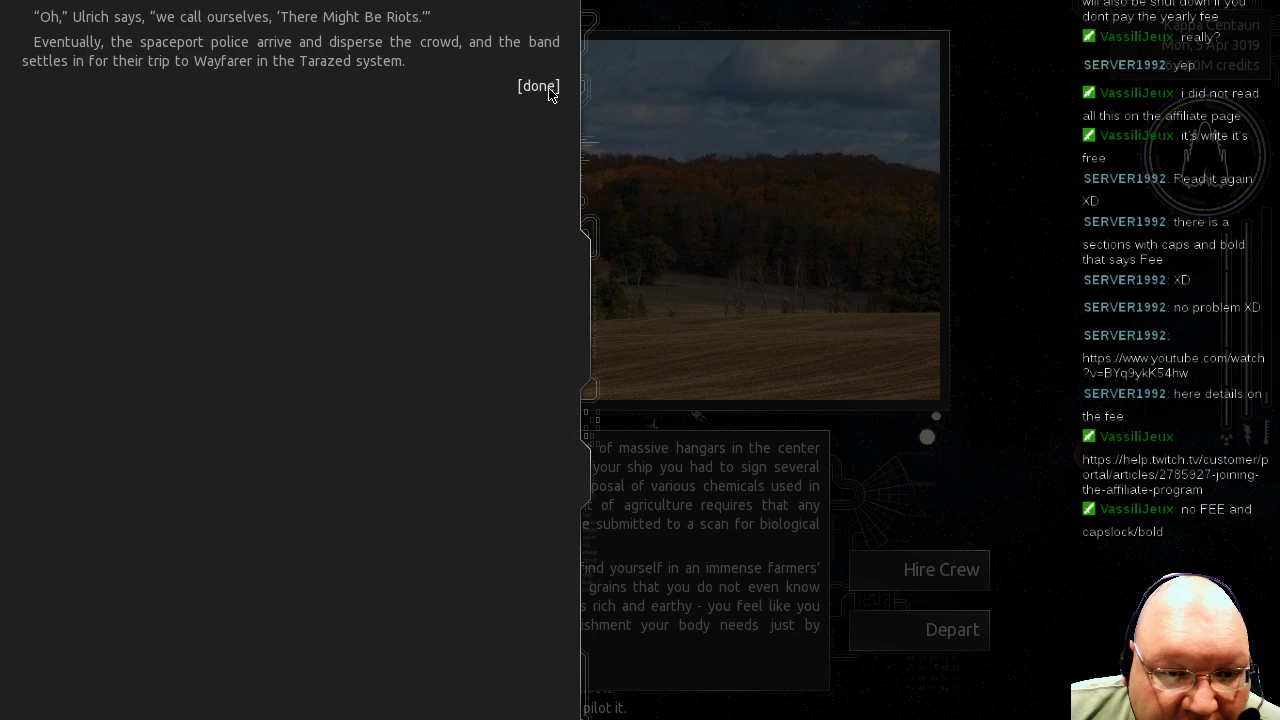 “Oh,” Ulrich says, “we call ourselves, ‘There Might Be Riots.’”
Eventually, the spaceport police arrive and disperse the crowd, and the band
settles in for their trip to Wayfarer in the Tarazed system.
[done]
of massive hangars in the center
your ship you had to sign several
posal of various chemicals used in
t of agriculture requires that any
e submitted to a scan for biological
ind yourself in an immense farmers'
grains that you do not even know
s rich and earthy - you feel like you
ishment your body needs just by
pilot it.
Hire Crew
Depart
Kappa Centauri
Mon, 5 Apr 3019
0M credits
will also be shut down if you
dont pay the yearly fee
VassiliJeux really?
SERVER1992: yep
VassiliJeux i did not read
all this on the affiliate page
VassiliJeux it's write it's
free
SERVER1992: Read it again
XD
SERVER1992: there is a
sections with caps and bold
that says Fee
SERVER1992: XD
SERVER1992: no problem XD
SERVER1992:
https://www.youtube.com/watch
?v=BYq9ykK54hw
SERVER1992: here details on
the fee
VassiliJeux
https://help.twitch.tv/customer/p
ortal/articles/2785927-joining-
the-affiliate-program
VassiliJeux no FEE and
capslock/bold